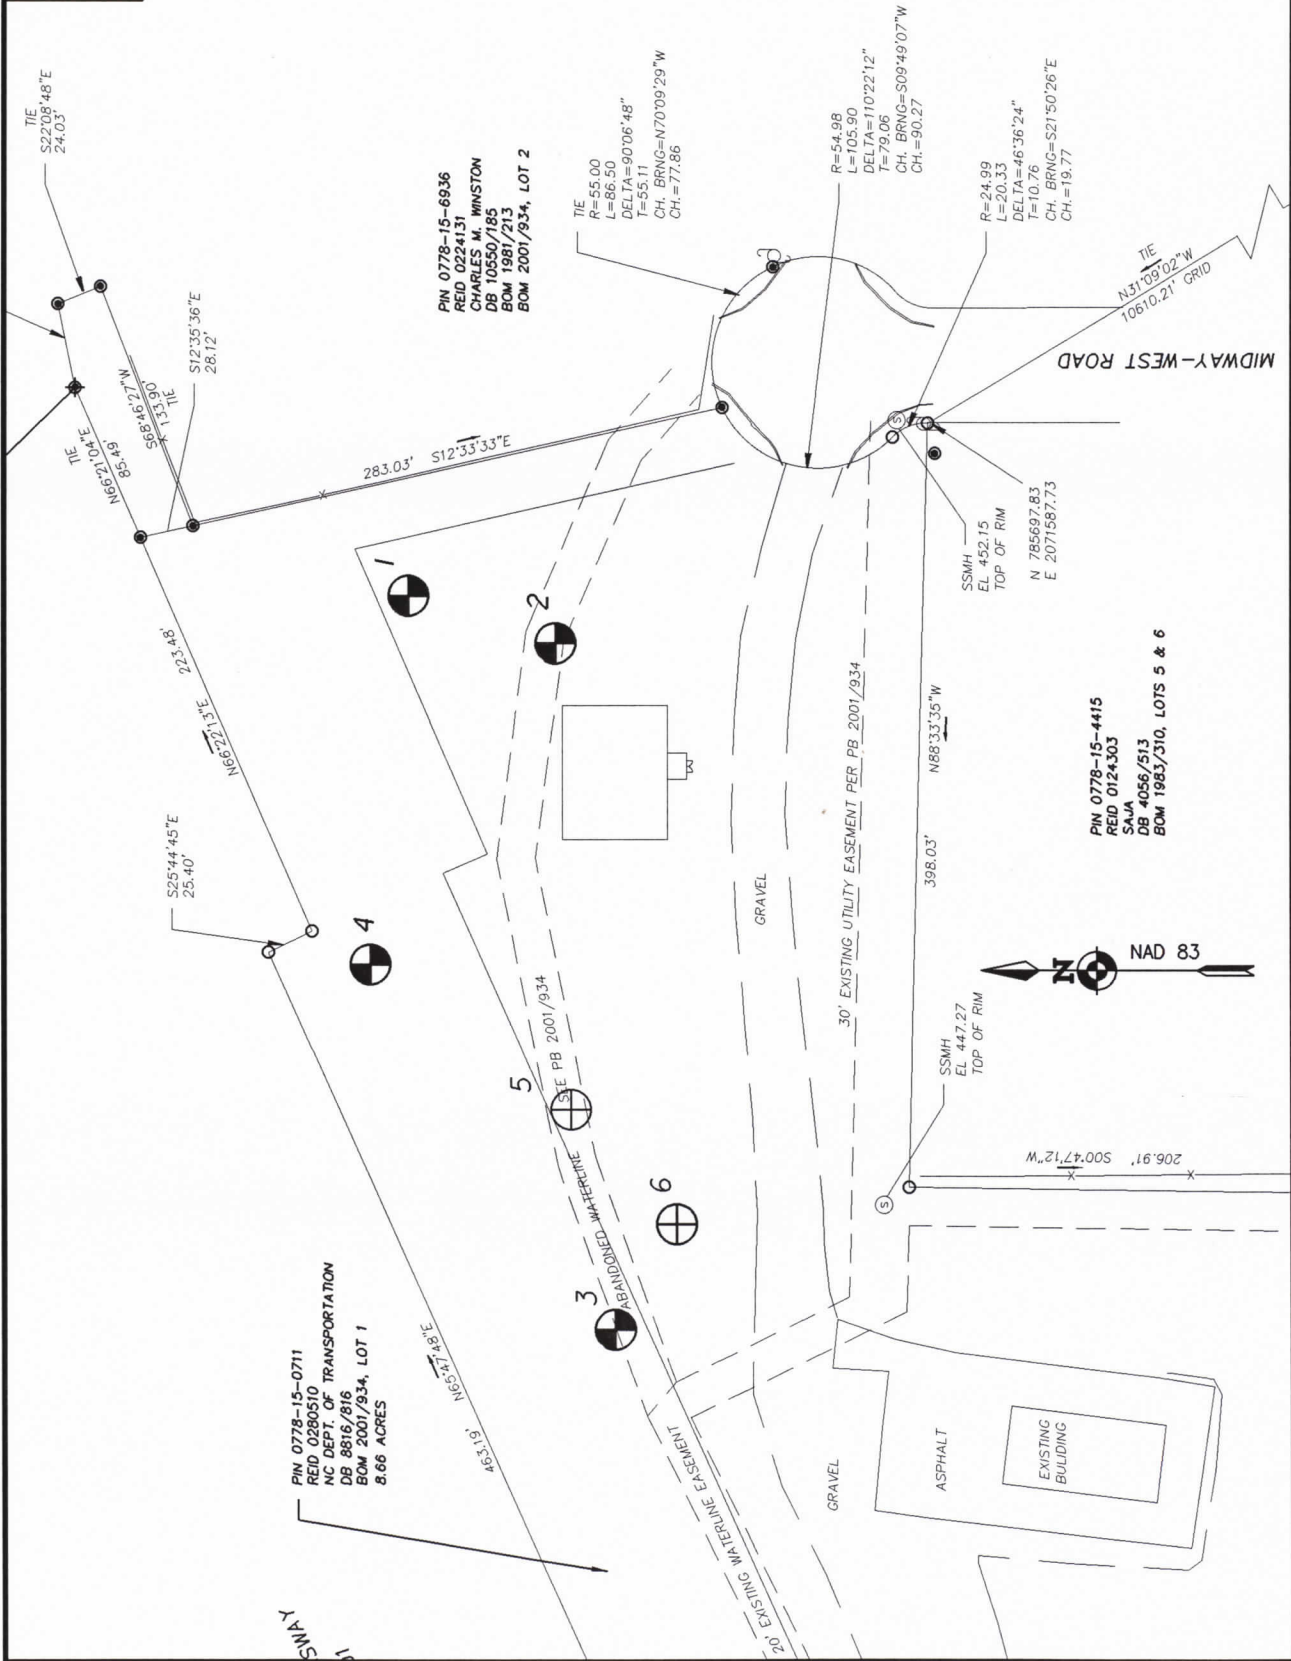 TIE
S22°08'48"E
24.03'
TIE
N66°21'04"E
85.49'
S68°46'27"W
133.90'
TIE
S12°35'36"E
28.12'
PIN 0778-15-6936
REID 0224131
CHARLES M. WINSTON
DB 10550/185
BOM 1981/213
BOM 2001/934, LOT 2
TIE
R=55.00
L=86.50
DELTA=90°06'48"
T=55.11
CH. BRNG=N70°09'29"W
CH.=77.86
R=54.98
L=105.90
DELTA=110°22'12"
T=79.06
CH. BRNG=S09°49'07"W
CH.=90.27
R=24.99
L=20.33
DELTA=46°36'24"
T=10.76
CH. BRNG=S21°50'26"E
CH.=19.77
TIE
N31°09'02"W
10610.21' GRID
MIDWAY-WEST ROAD
283.03' S12°33'33"E
1
2
223.48'
N66°22'13"E
S25°44'45"E
25.40'
4
SSMH
EL 452.15
TOP OF RIM
N 785697.83
E 2071587.73
30' EXISTING UTILITY EASEMENT PER PB 2001/934
N88°33'35"W
398.03'
GRAVEL
PIN 0778-15-4415
REID 0124303
SAJA
DB 4056/513
BOM 1983/310, LOTS 5 & 6
N
NAD 83
SSMH
EL 447.27
TOP OF RIM
S
S
S00°47'12"W
206.91'
5
SEE PB 2001/934
6
ABANDONED WATERLINE
3
PIN 0778-15-0711
REID 0280510
NC DEPT. OF TRANSPORTATION
DB 8816/816
BOM 2001/934, LOT 1
8.66 ACRES
463.19'
N65°47'48"E
20' EXISTING WATERLINE EASEMENT
GRAVEL
ASPHALT
EXISTING
BULIDING
SWAY